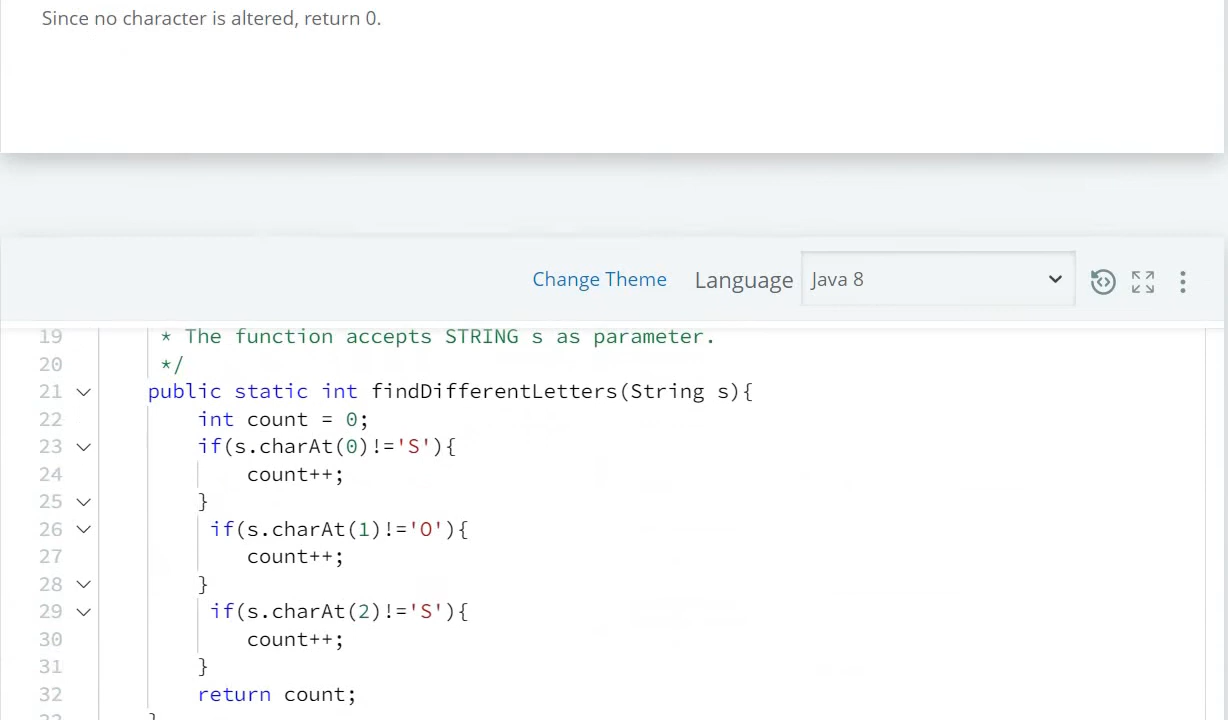 Since no character is altered, return 0.
Change Theme Language Java 8
19 * The function accepts STRING s as parameter.
20 */
21 public static int findDifferentLetters(String s){
22 int count = 0;
23 if(s.charAt(0)!='S'){
24 count++;
25 }
26 if(s.charAt(1)!='O'){
27 count++;
28 }
29 if(s.charAt(2)!='S'){
30 count++;
31 }
32 return count;